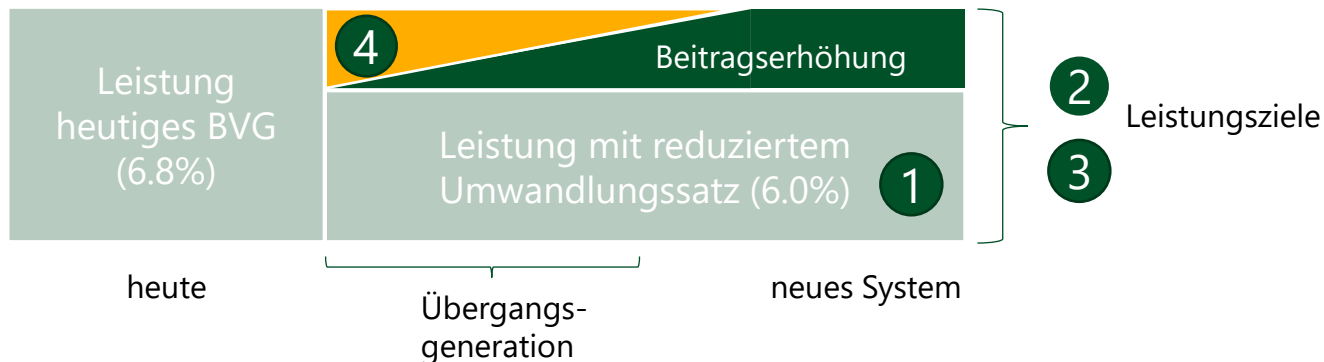 Leistung
heutiges BVG
(6.8%)
4
Beitragserhöhung
Leistung mit reduziertem
Umwandlungssatz (6.0%)
1
2
3
Leistungsziele
heute
Übergangs-
generation
neues System